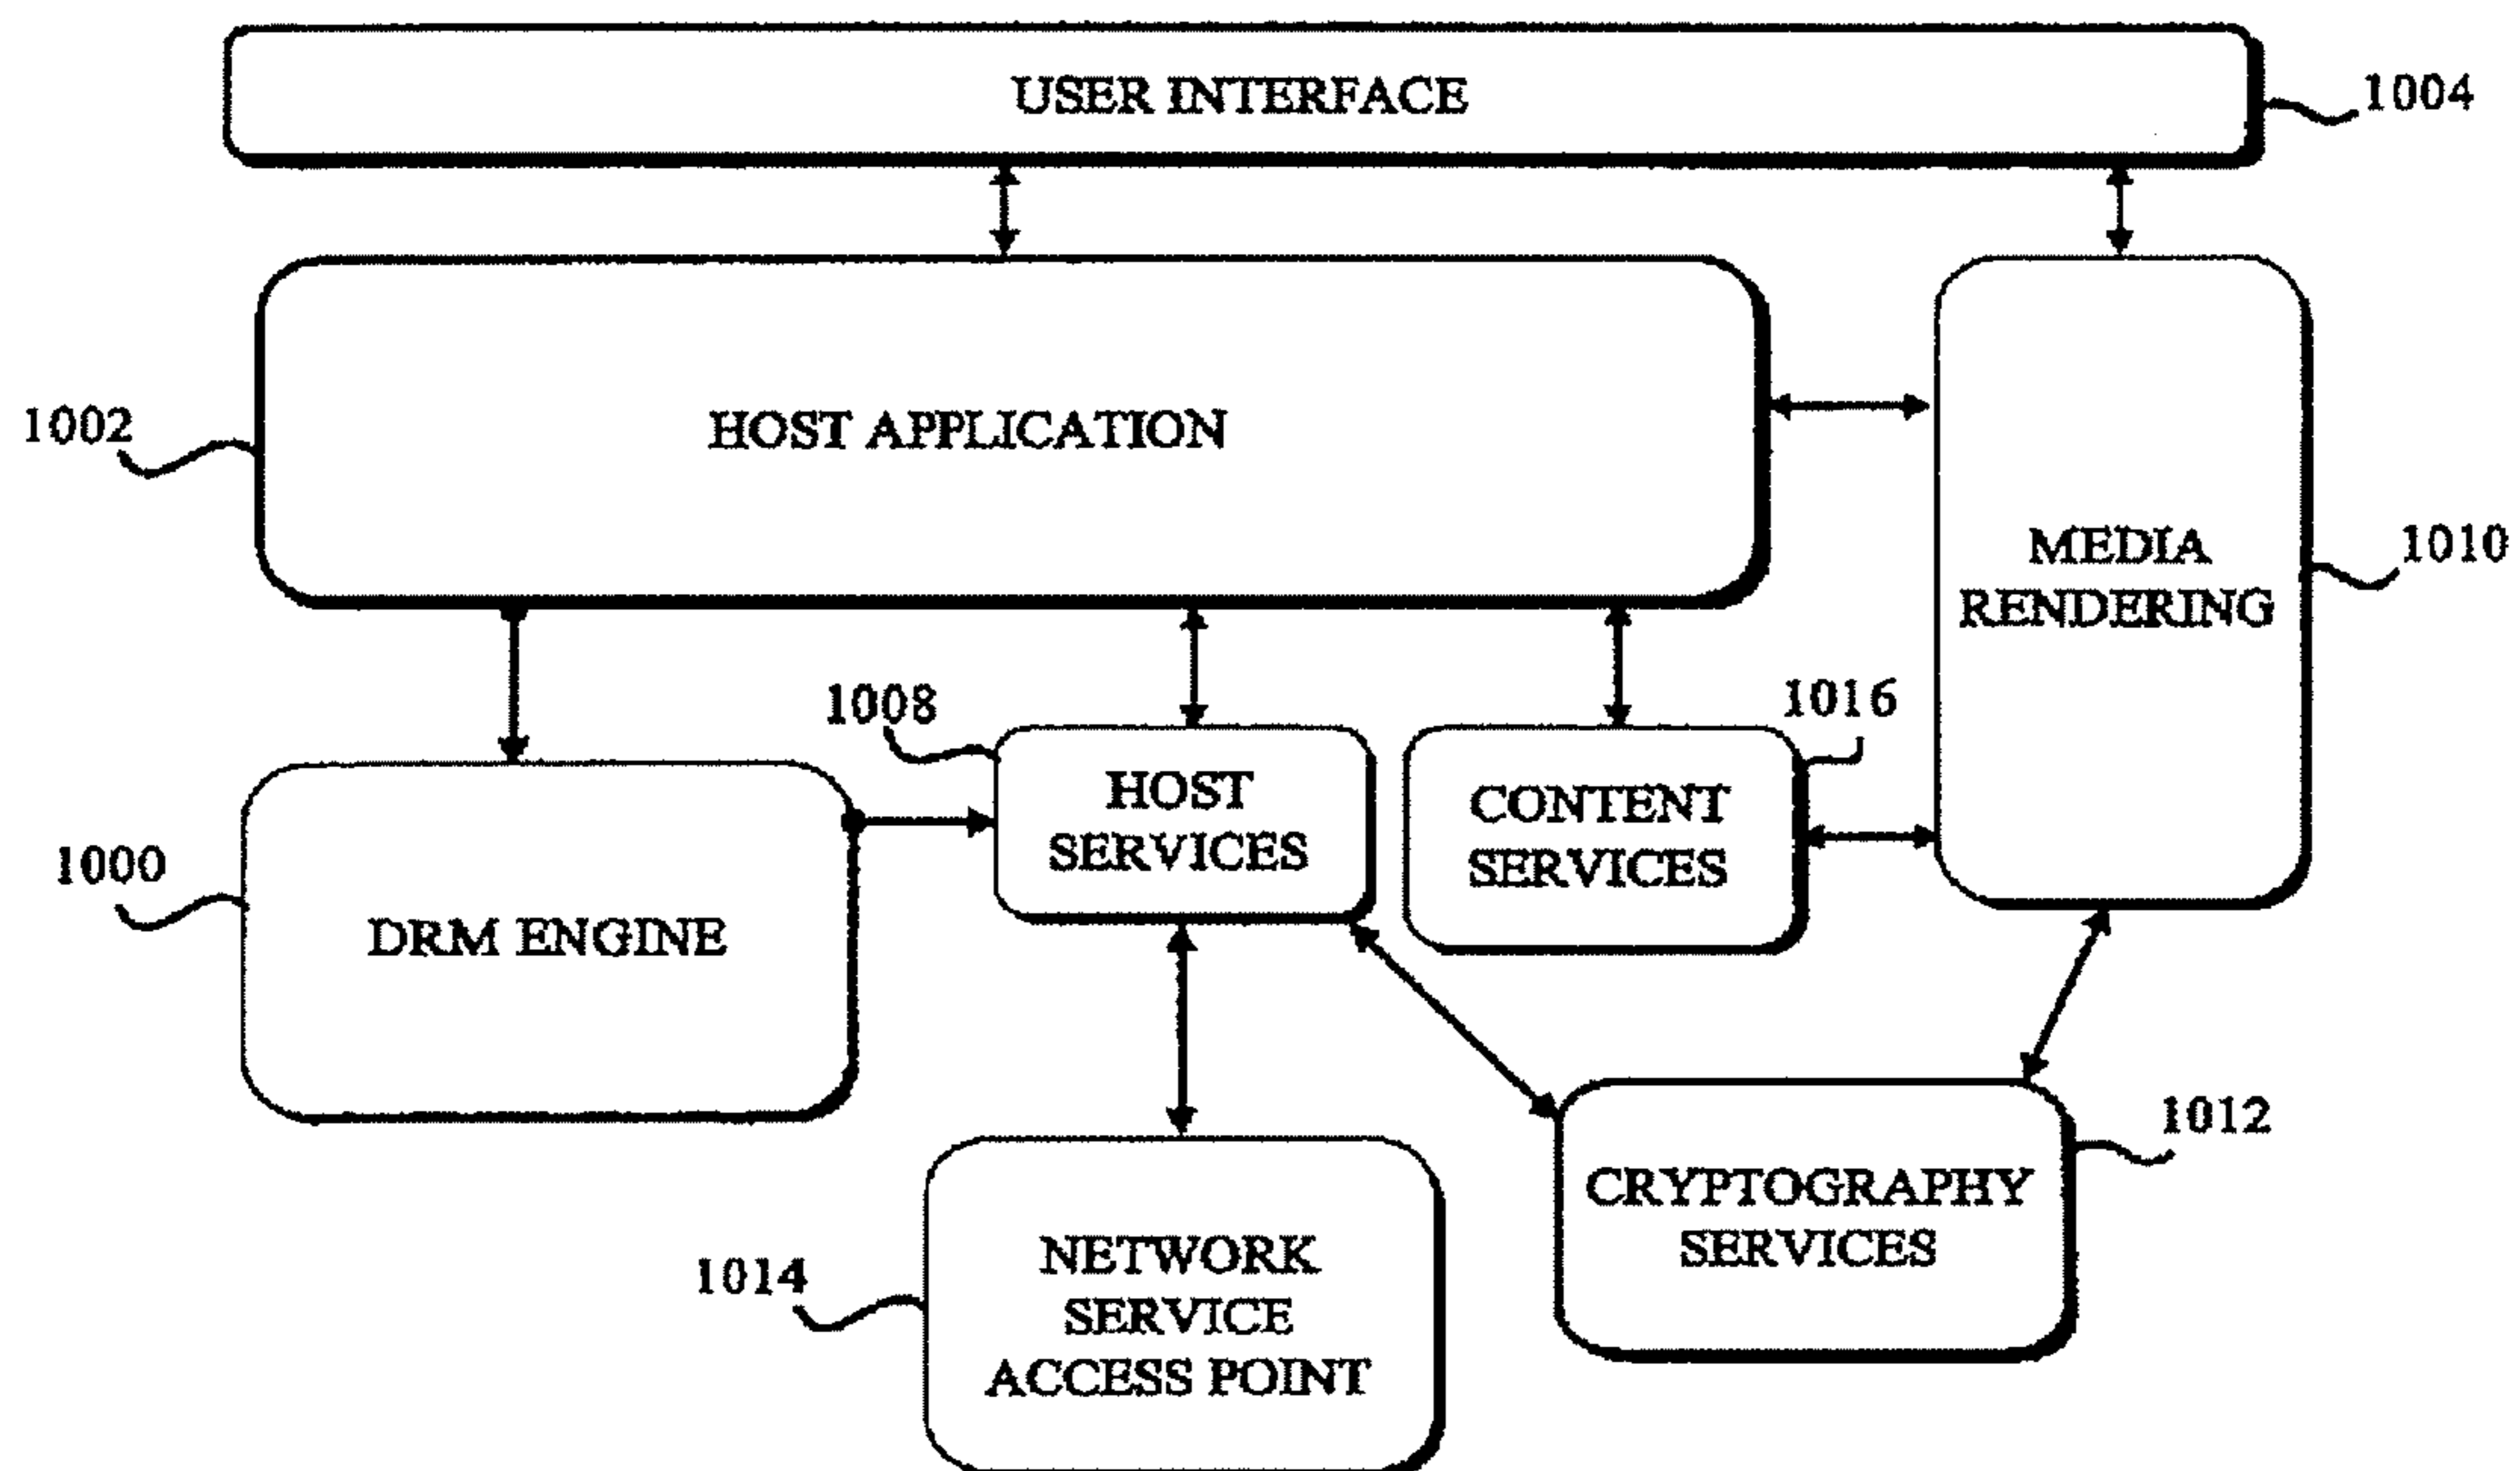 USER INTERFACE
1004
1002
HOST APPLICATION
MEDIA
RENDERING
1010
1008
HOST
SERVICES
1016
CONTENT
SERVICES
1000
DRM ENGINE
1012
CRYPTOGRAPHY
SERVICES
1014
NETWORK
SERVICE
ACCESS POINT